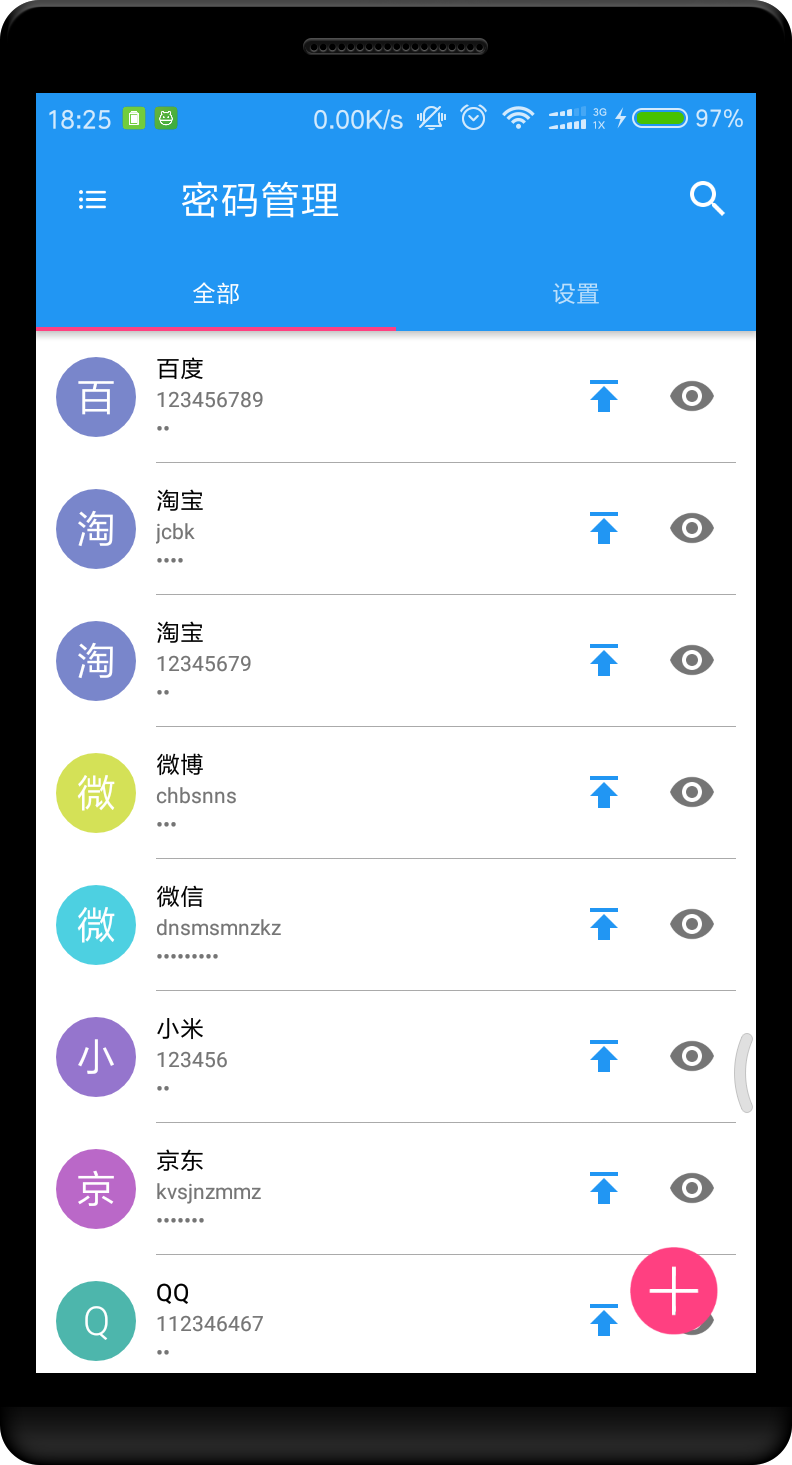 18:25 0.00K/s 3G 1X 97%
密码管理
全部 设置
百 百度
123456789
••
淘 淘宝
jcbk
••••
淘 淘宝
12345679
••
微 微博
chbsnns
•••
微 微信
dnsmsmnzkz
•••••••••
小 小米
123456
••
京 京东
kvsjnzmmz
•••••••
Q QQ
112346467
••